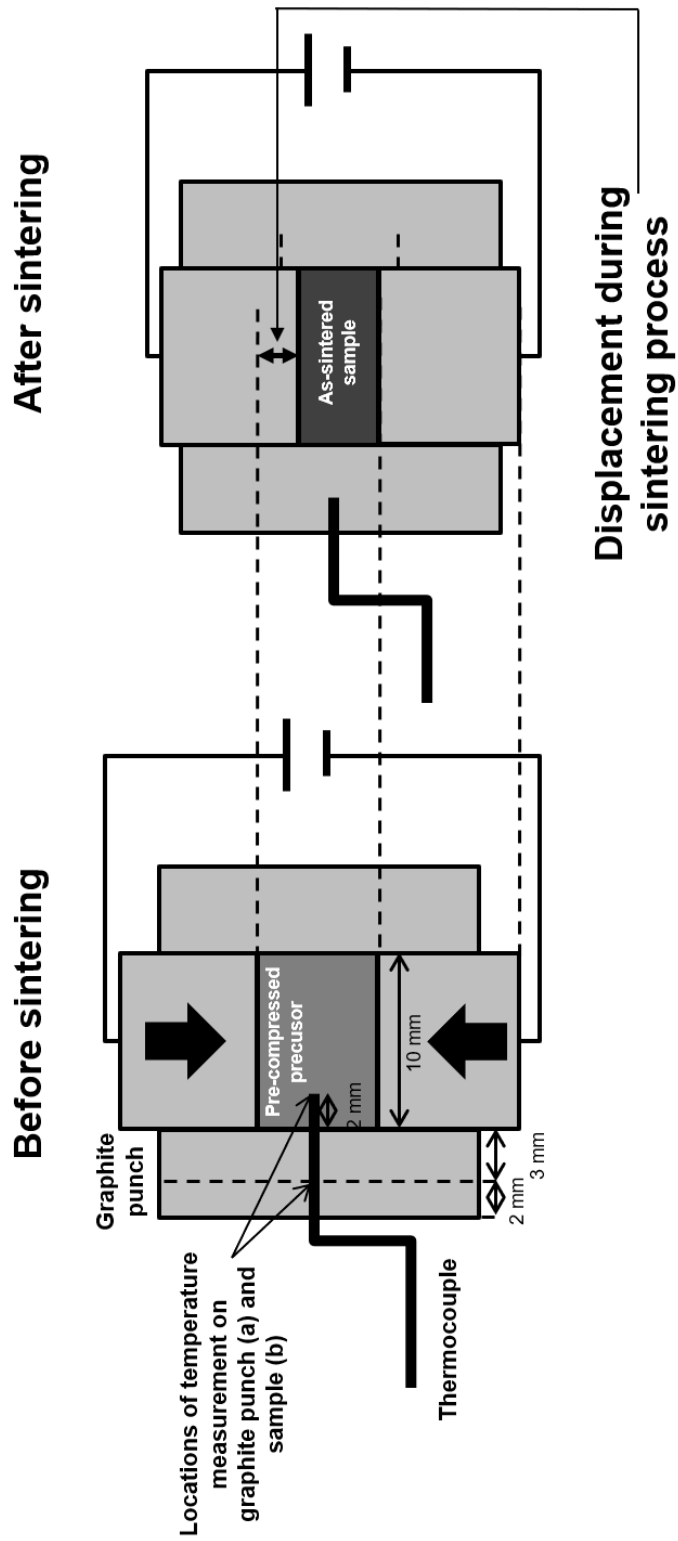 Before sintering
After sintering
Graphite
punch
Locations of temperature
measurement on
graphite punch (a) and
sample (b)
Thermocouple
Pre-compressed
precusor
2 mm
10 mm
2 mm
3 mm
As-sintered
sample
Displacement during
sintering process